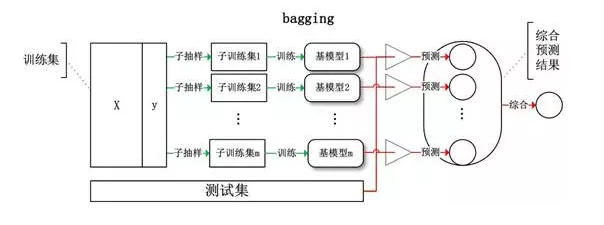 bagging
训练集
X
y
子抽样
子训练集1
训练
基模型1
预测
子抽样
子训练集2
训练
基模型2
预测
子抽样
子训练集m
训练
基模型m
预测
综合
预测
结果
综合
测试集